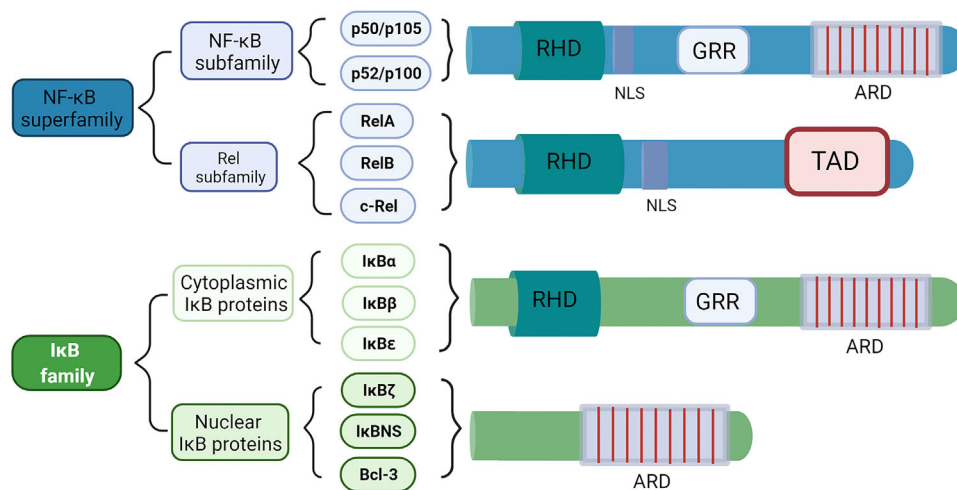 NF-κB
superfamily
NF-κB
subfamily
p50/p105
p52/p100
RHD
NLS
GRR
ARD
Rel
subfamily
RelA
RelB
c-Rel
RHD
NLS
TAD
IκB
family
Cytoplasmic
IκB proteins
IκBα
IκBβ
IκBε
RHD
GRR
ARD
Nuclear
IκB proteins
IκBζ
IκBNS
Bcl-3
ARD